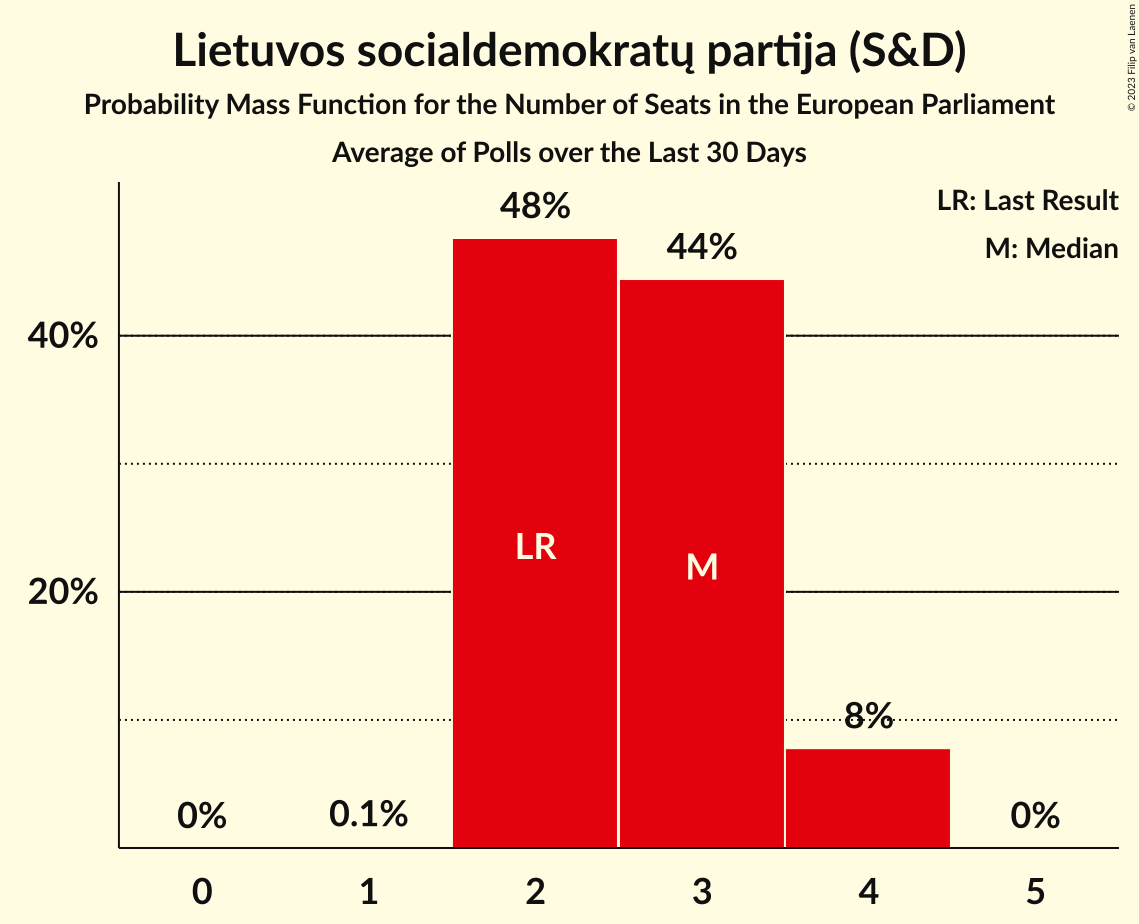 Lietuvos socialdemokratų partija (S&D)
Probability Mass Function for the Number of Seats in the European Parliament
Average of Polls over the Last 30 Days
© 2023 Filip van Laenen
LR: Last Result
M: Median
48%
44%
40%
20%
LR
M
8%
0%
0.1%
0%
0
1
2
3
4
5